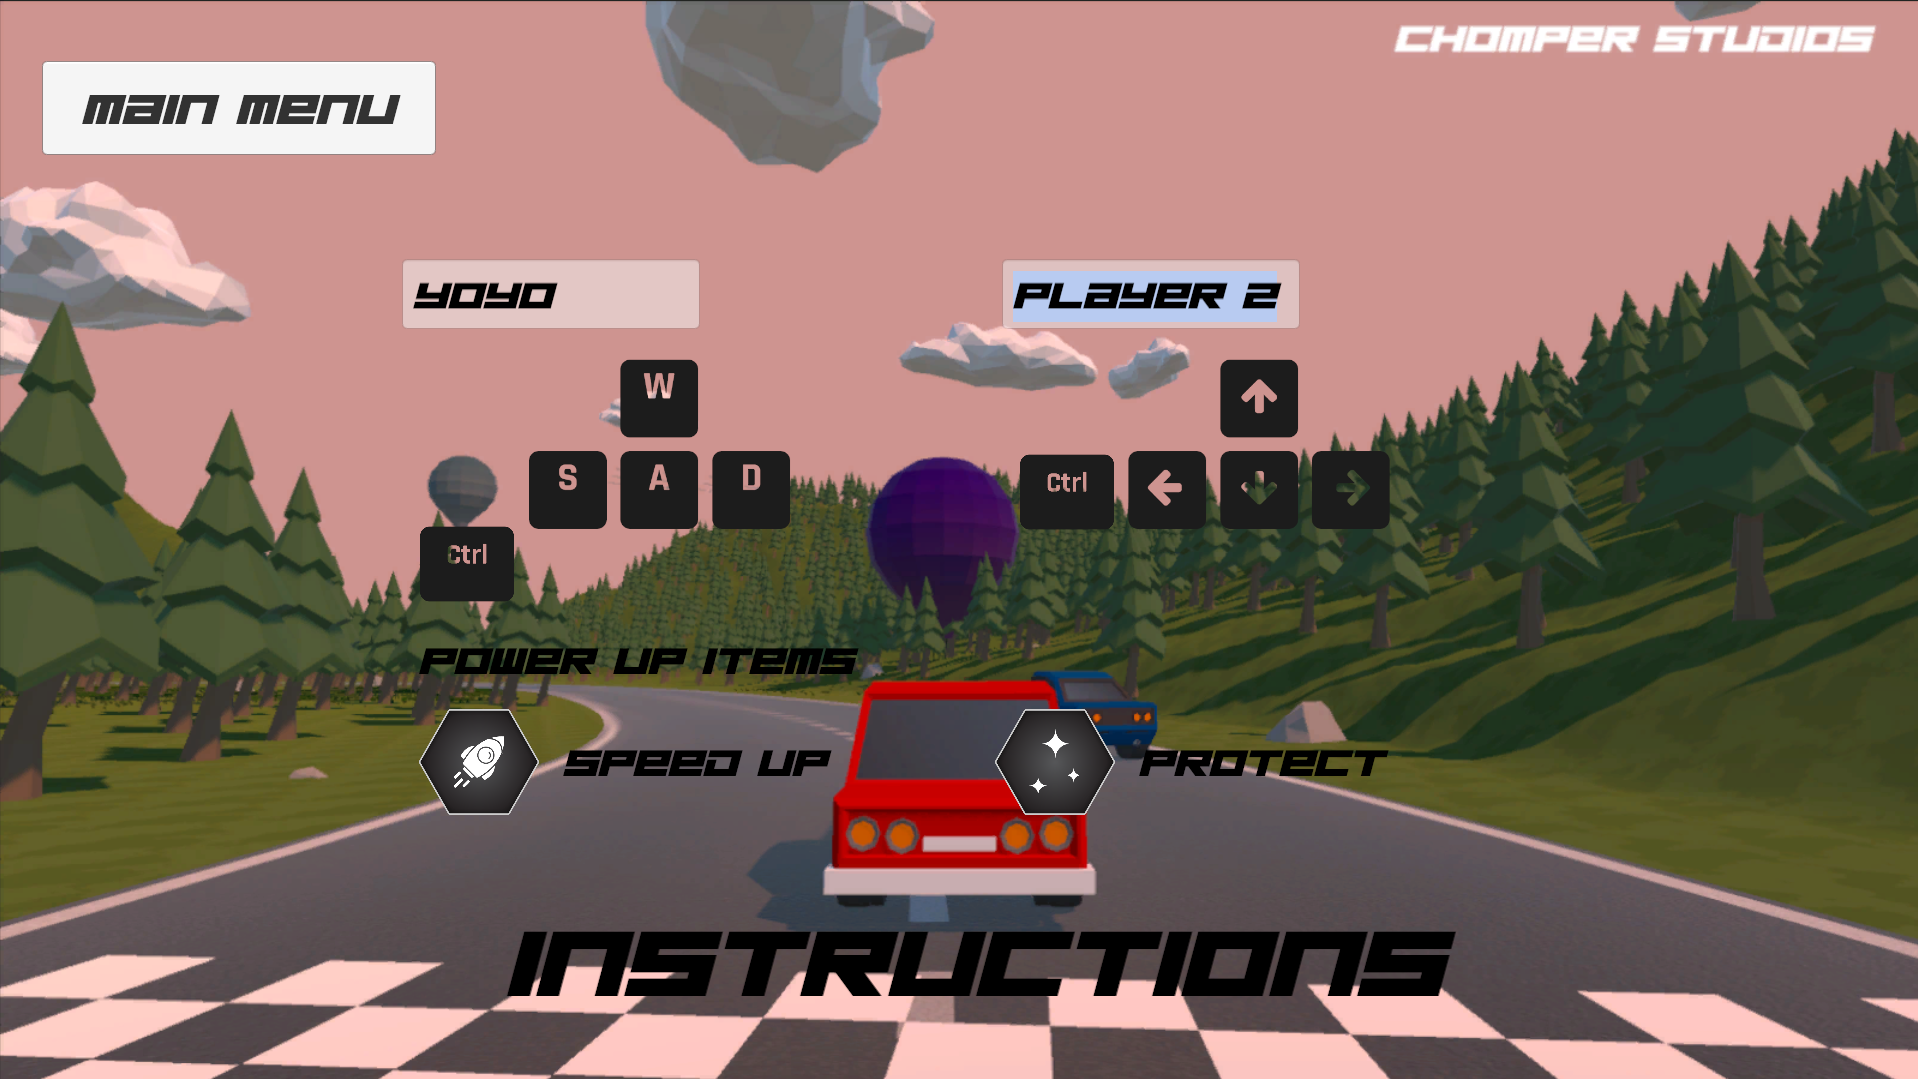 CHOMPER STUDIOS
MAIN MENU
YOYO
PLAYER 2
W
S A D
Ctrl
Ctrl
POWER UP ITEMS
SPEED UP
PROTECT
INSTRUCTIONS